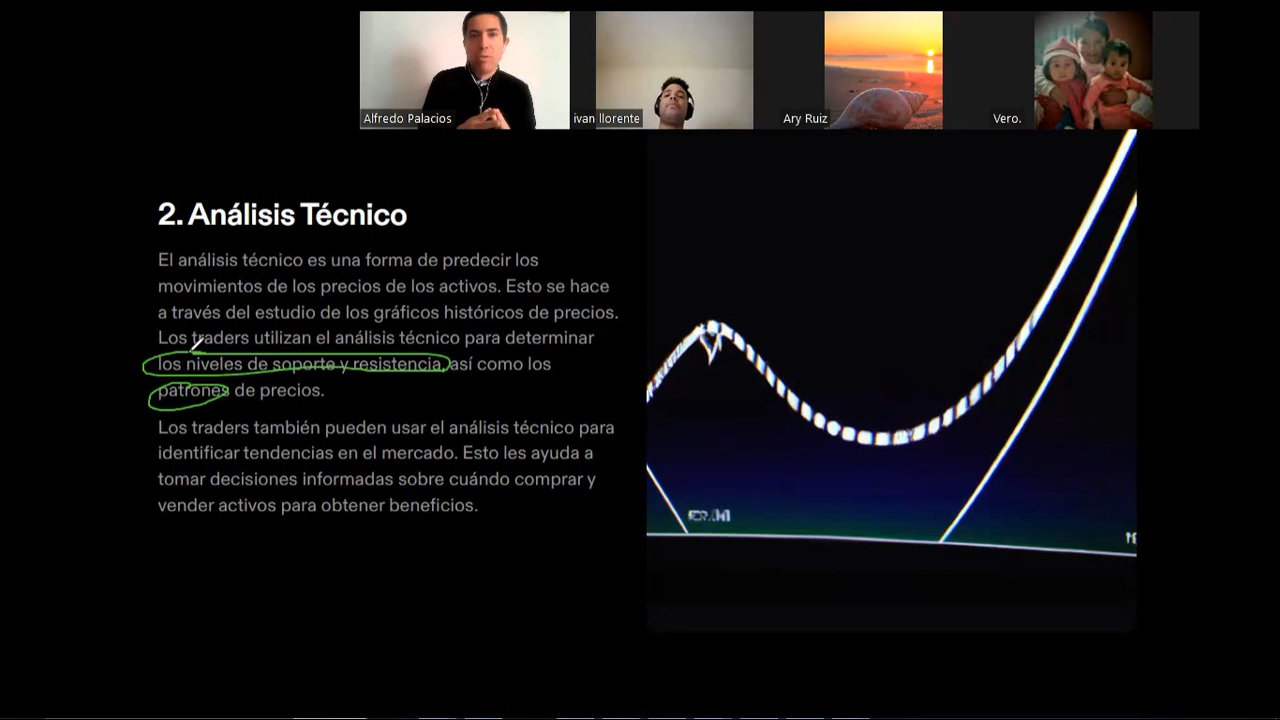 Alfredo Palacios
ivan llorente
Ary Ruiz
Vero.
2. Análisis Técnico
El análisis técnico es una forma de predecir los
movimientos de los precios de los activos. Esto se hace
a través del estudio de los gráficos históricos de precios.
Los traders utilizan el análisis técnico para determinar
los niveles de soporte y resistencia, así como los
patrones de precios.
Los traders también pueden usar el análisis técnico para
identificar tendencias en el mercado. Esto les ayuda a
tomar decisiones informadas sobre cuándo comprar y
vender activos para obtener beneficios.